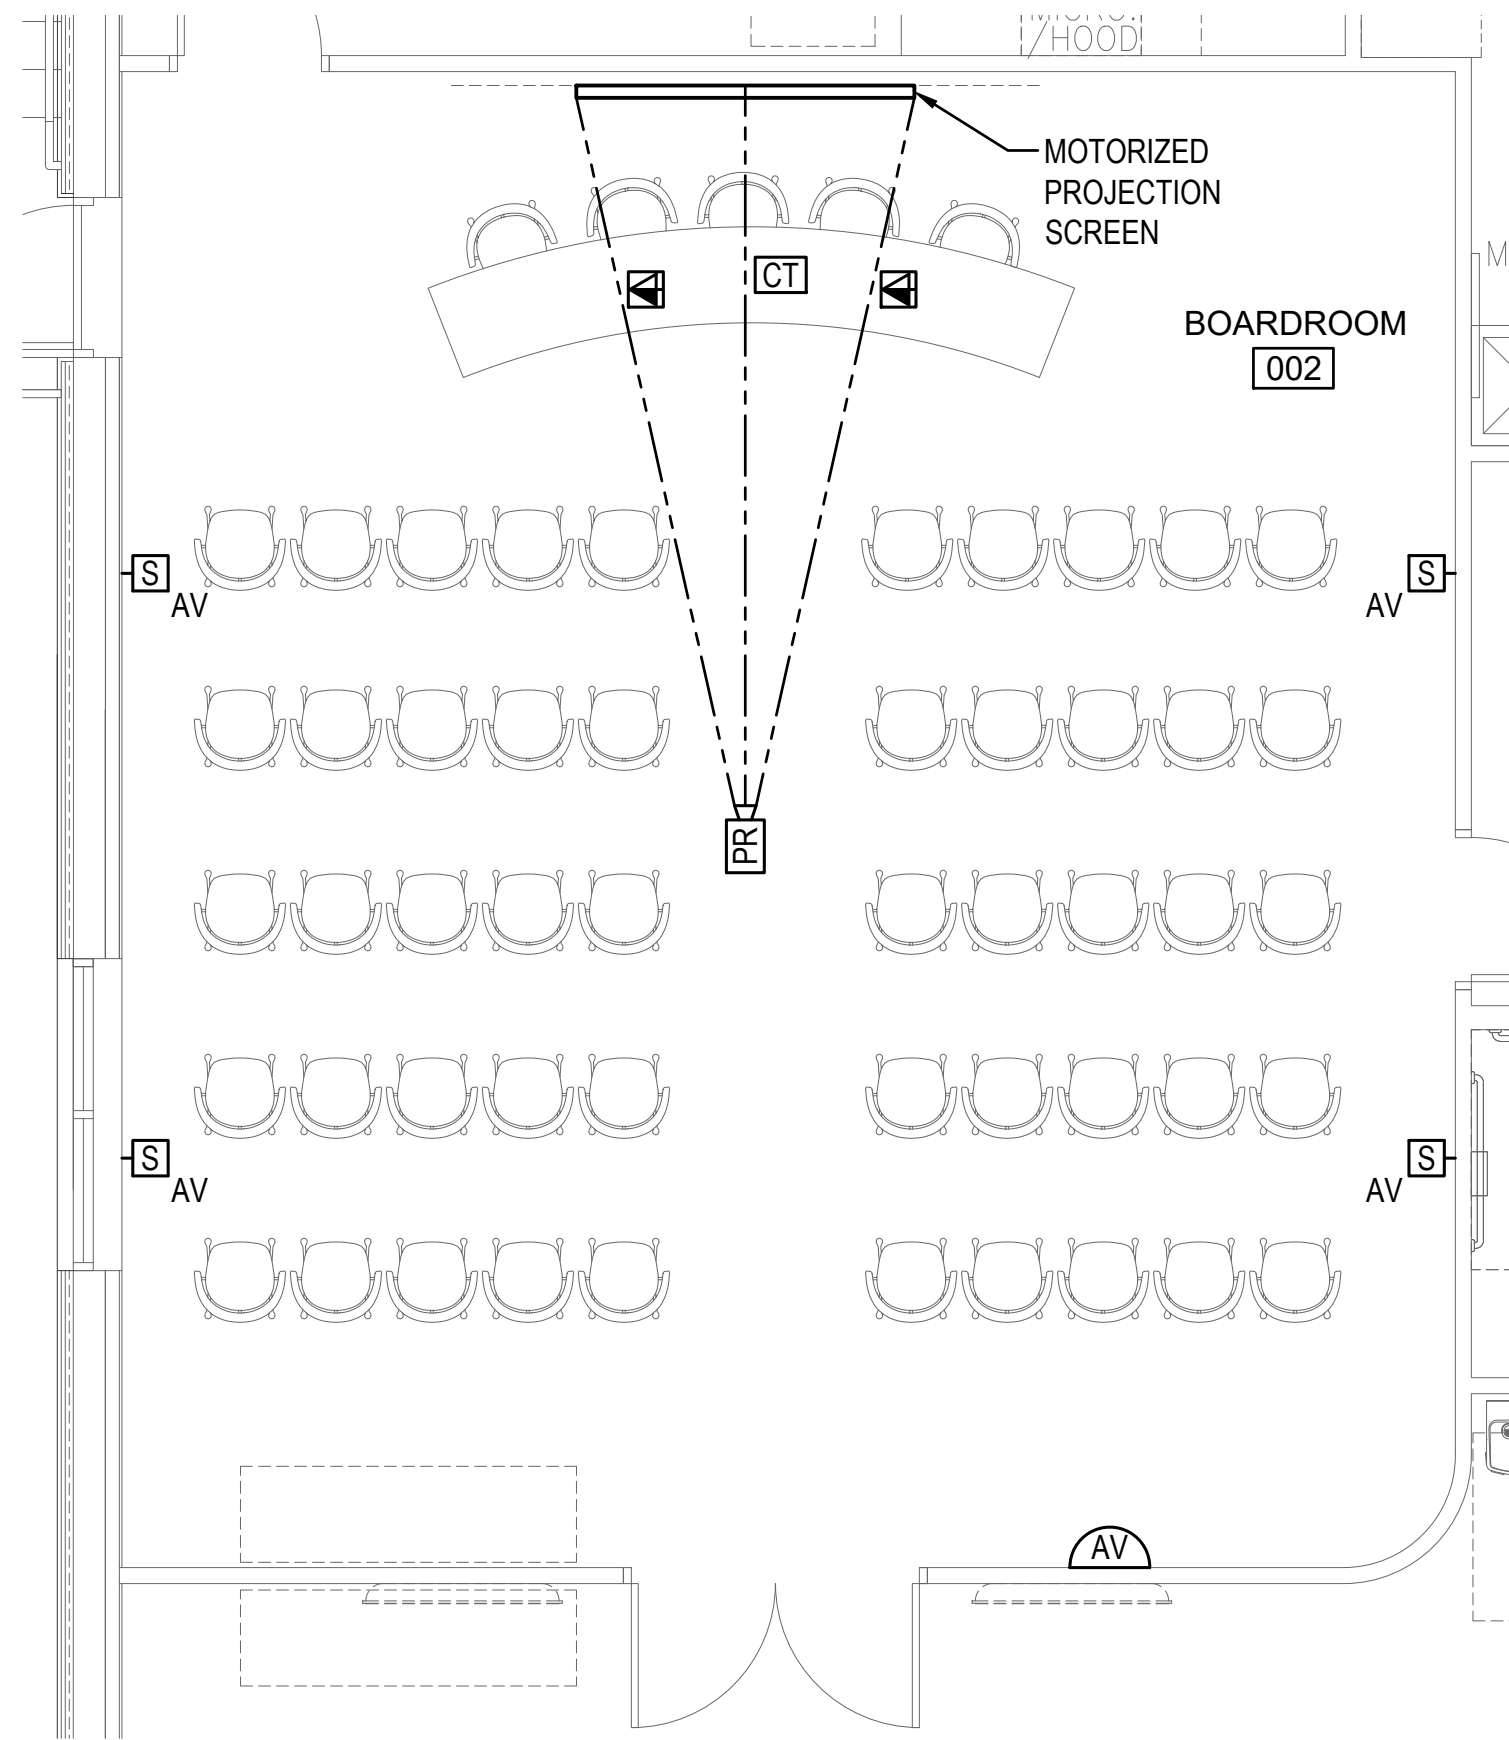 /HOOD
MOTORIZED
PROJECTION
SCREEN
CT
BOARDROOM
002
S
AV
S
AV
PR
S
AV
S
AV
AV